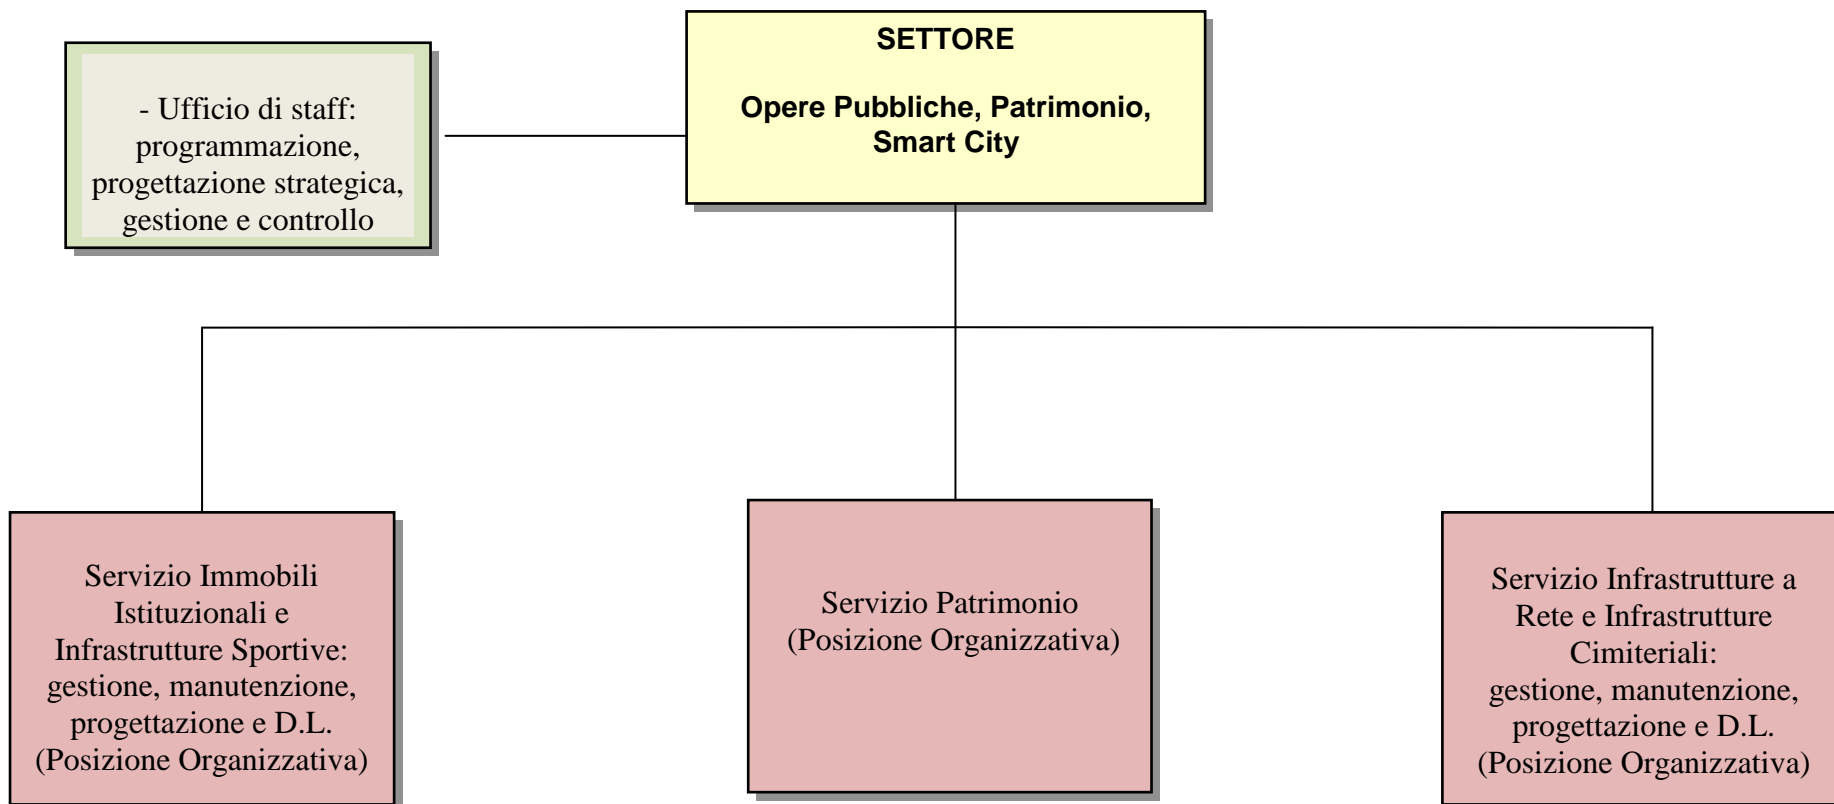 SETTORE
Opere Pubbliche, Patrimonio,
Smart City
- Ufficio di staff:
programmazione,
progettazione strategica,
gestione e controllo
Servizio Immobili
Istituzionali e
Infrastrutture Sportive:
gestione, manutenzione,
progettazione e D.L.
(Posizione Organizzativa)
Servizio Patrimonio
(Posizione Organizzativa)
Servizio Infrastrutture a
Rete e Infrastrutture
Cimiteriali:
gestione, manutenzione,
progettazione e D.L.
(Posizione Organizzativa)